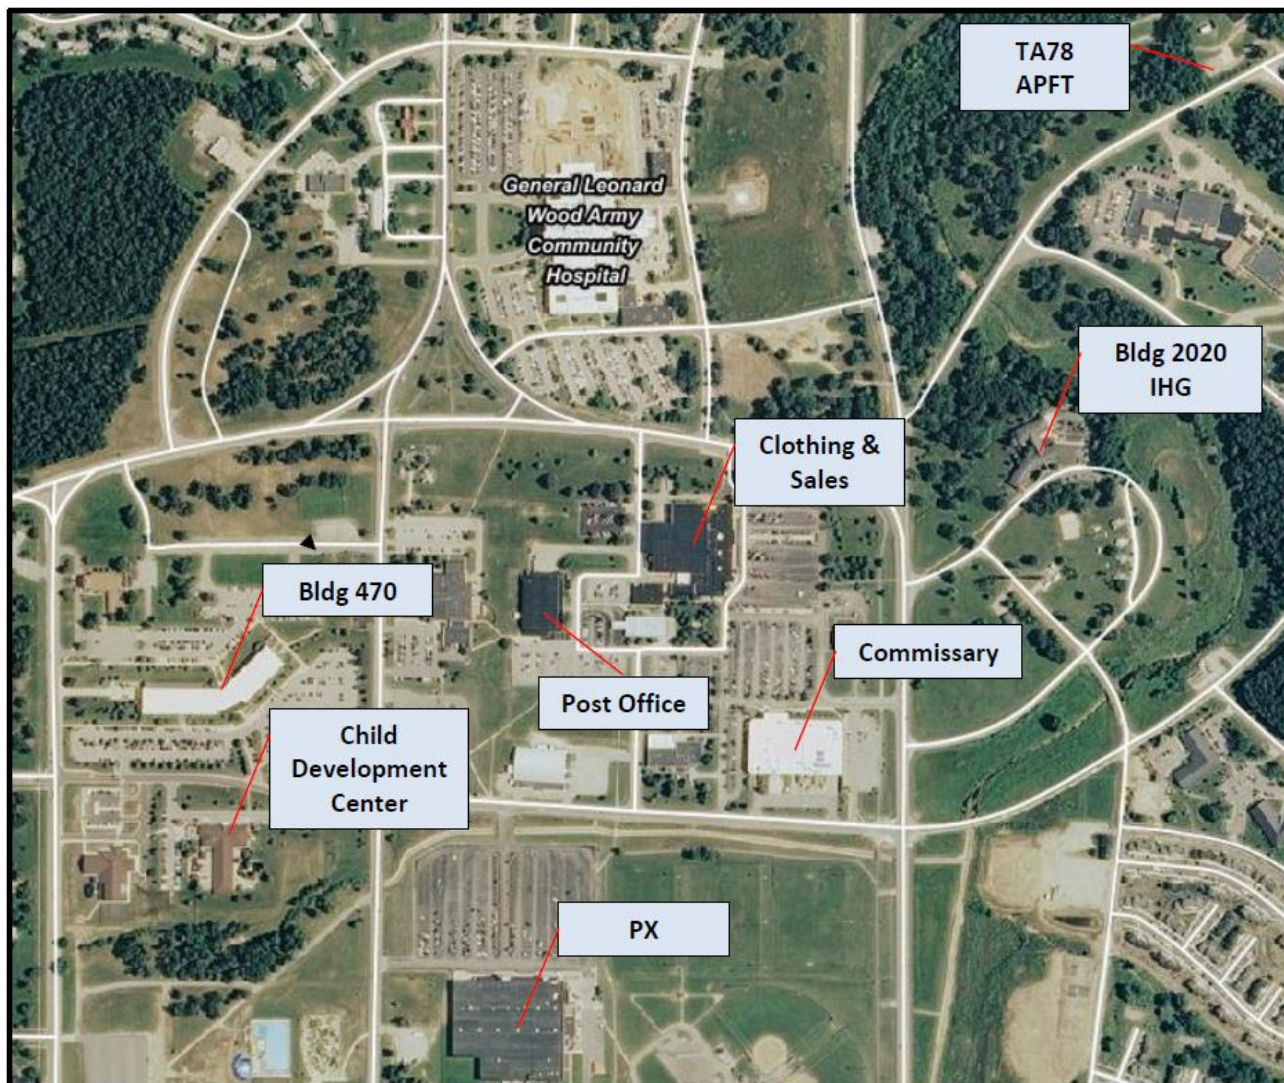 TA78
APFT
General Leonard
Wood Army
Community
Hospital
Bldg 2020
IHG
Clothing &
Sales
Bldg 470
Commissary
Post Office
Child
Development
Center
PX